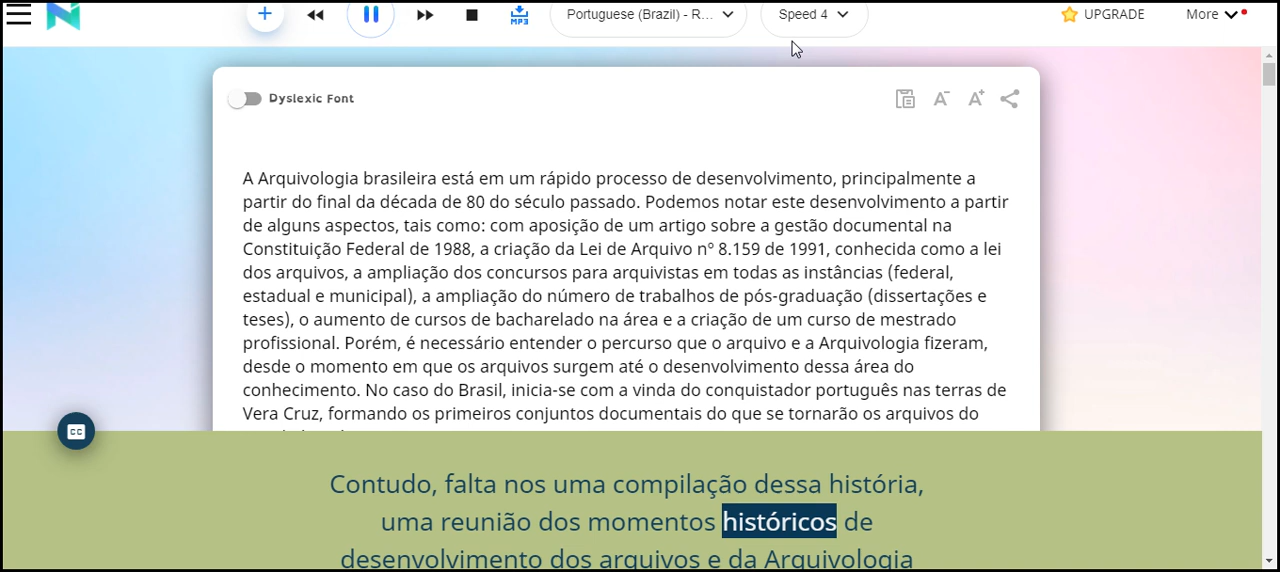 MP3
Portuguese (Brazil) - R...
Speed 4
UPGRADE
More
Dyslexic Font
A-
A+
A Arquivologia brasileira está em um rápido processo de desenvolvimento, principalmente a
partir do final da década de 80 do século passado. Podemos notar este desenvolvimento a partir
de alguns aspectos, tais como: com aposição de um artigo sobre a gestão documental na
Constituição Federal de 1988, a criação da Lei de Arquivo nº 8.159 de 1991, conhecida como a lei
dos arquivos, a ampliação dos concursos para arquivistas em todas as instâncias (federal,
estadual e municipal), a ampliação do número de trabalhos de pós-graduação (dissertações e
teses), o aumento de cursos de bacharelado na área e a criação de um curso de mestrado
profissional. Porém, é necessário entender o percurso que o arquivo e a Arquivologia fizeram,
desde o momento em que os arquivos surgem até o desenvolvimento dessa área do
conhecimento. No caso do Brasil, inicia-se com a vinda do conquistador português nas terras de
Vera Cruz, formando os primeiros conjuntos documentais do que se tornarão os arquivos do
CC
Contudo, falta nos uma compilação dessa história,
uma reunião dos momentos históricos de
desenvolvimento dos arquivos e da Arquivologia